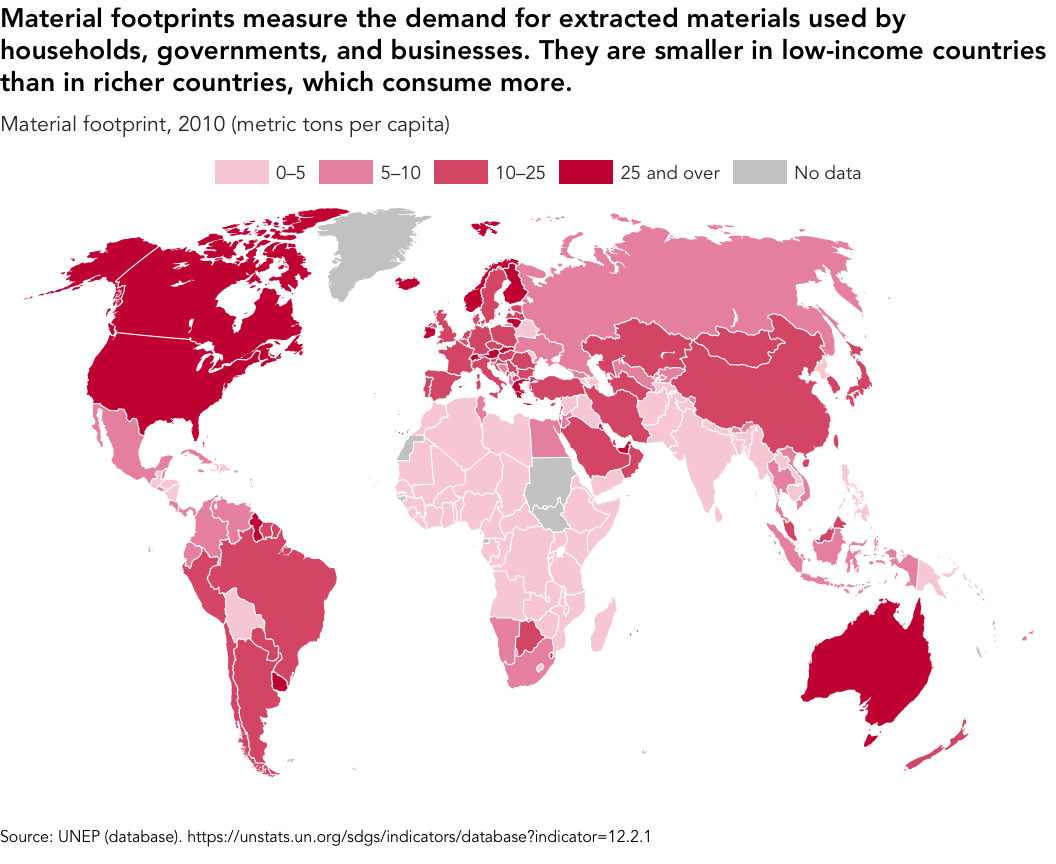 Material footprints measure the demand for extracted materials used by
households, governments, and businesses. They are smaller in low-income countries
than in richer countries, which consume more.
Material footprint, 2010 (metric tons per capita)
0–5 5–10 10–25 25 and over No data
Source: UNEP (database). https://unstats.un.org/sdgs/indicators/database?indicator=12.2.1